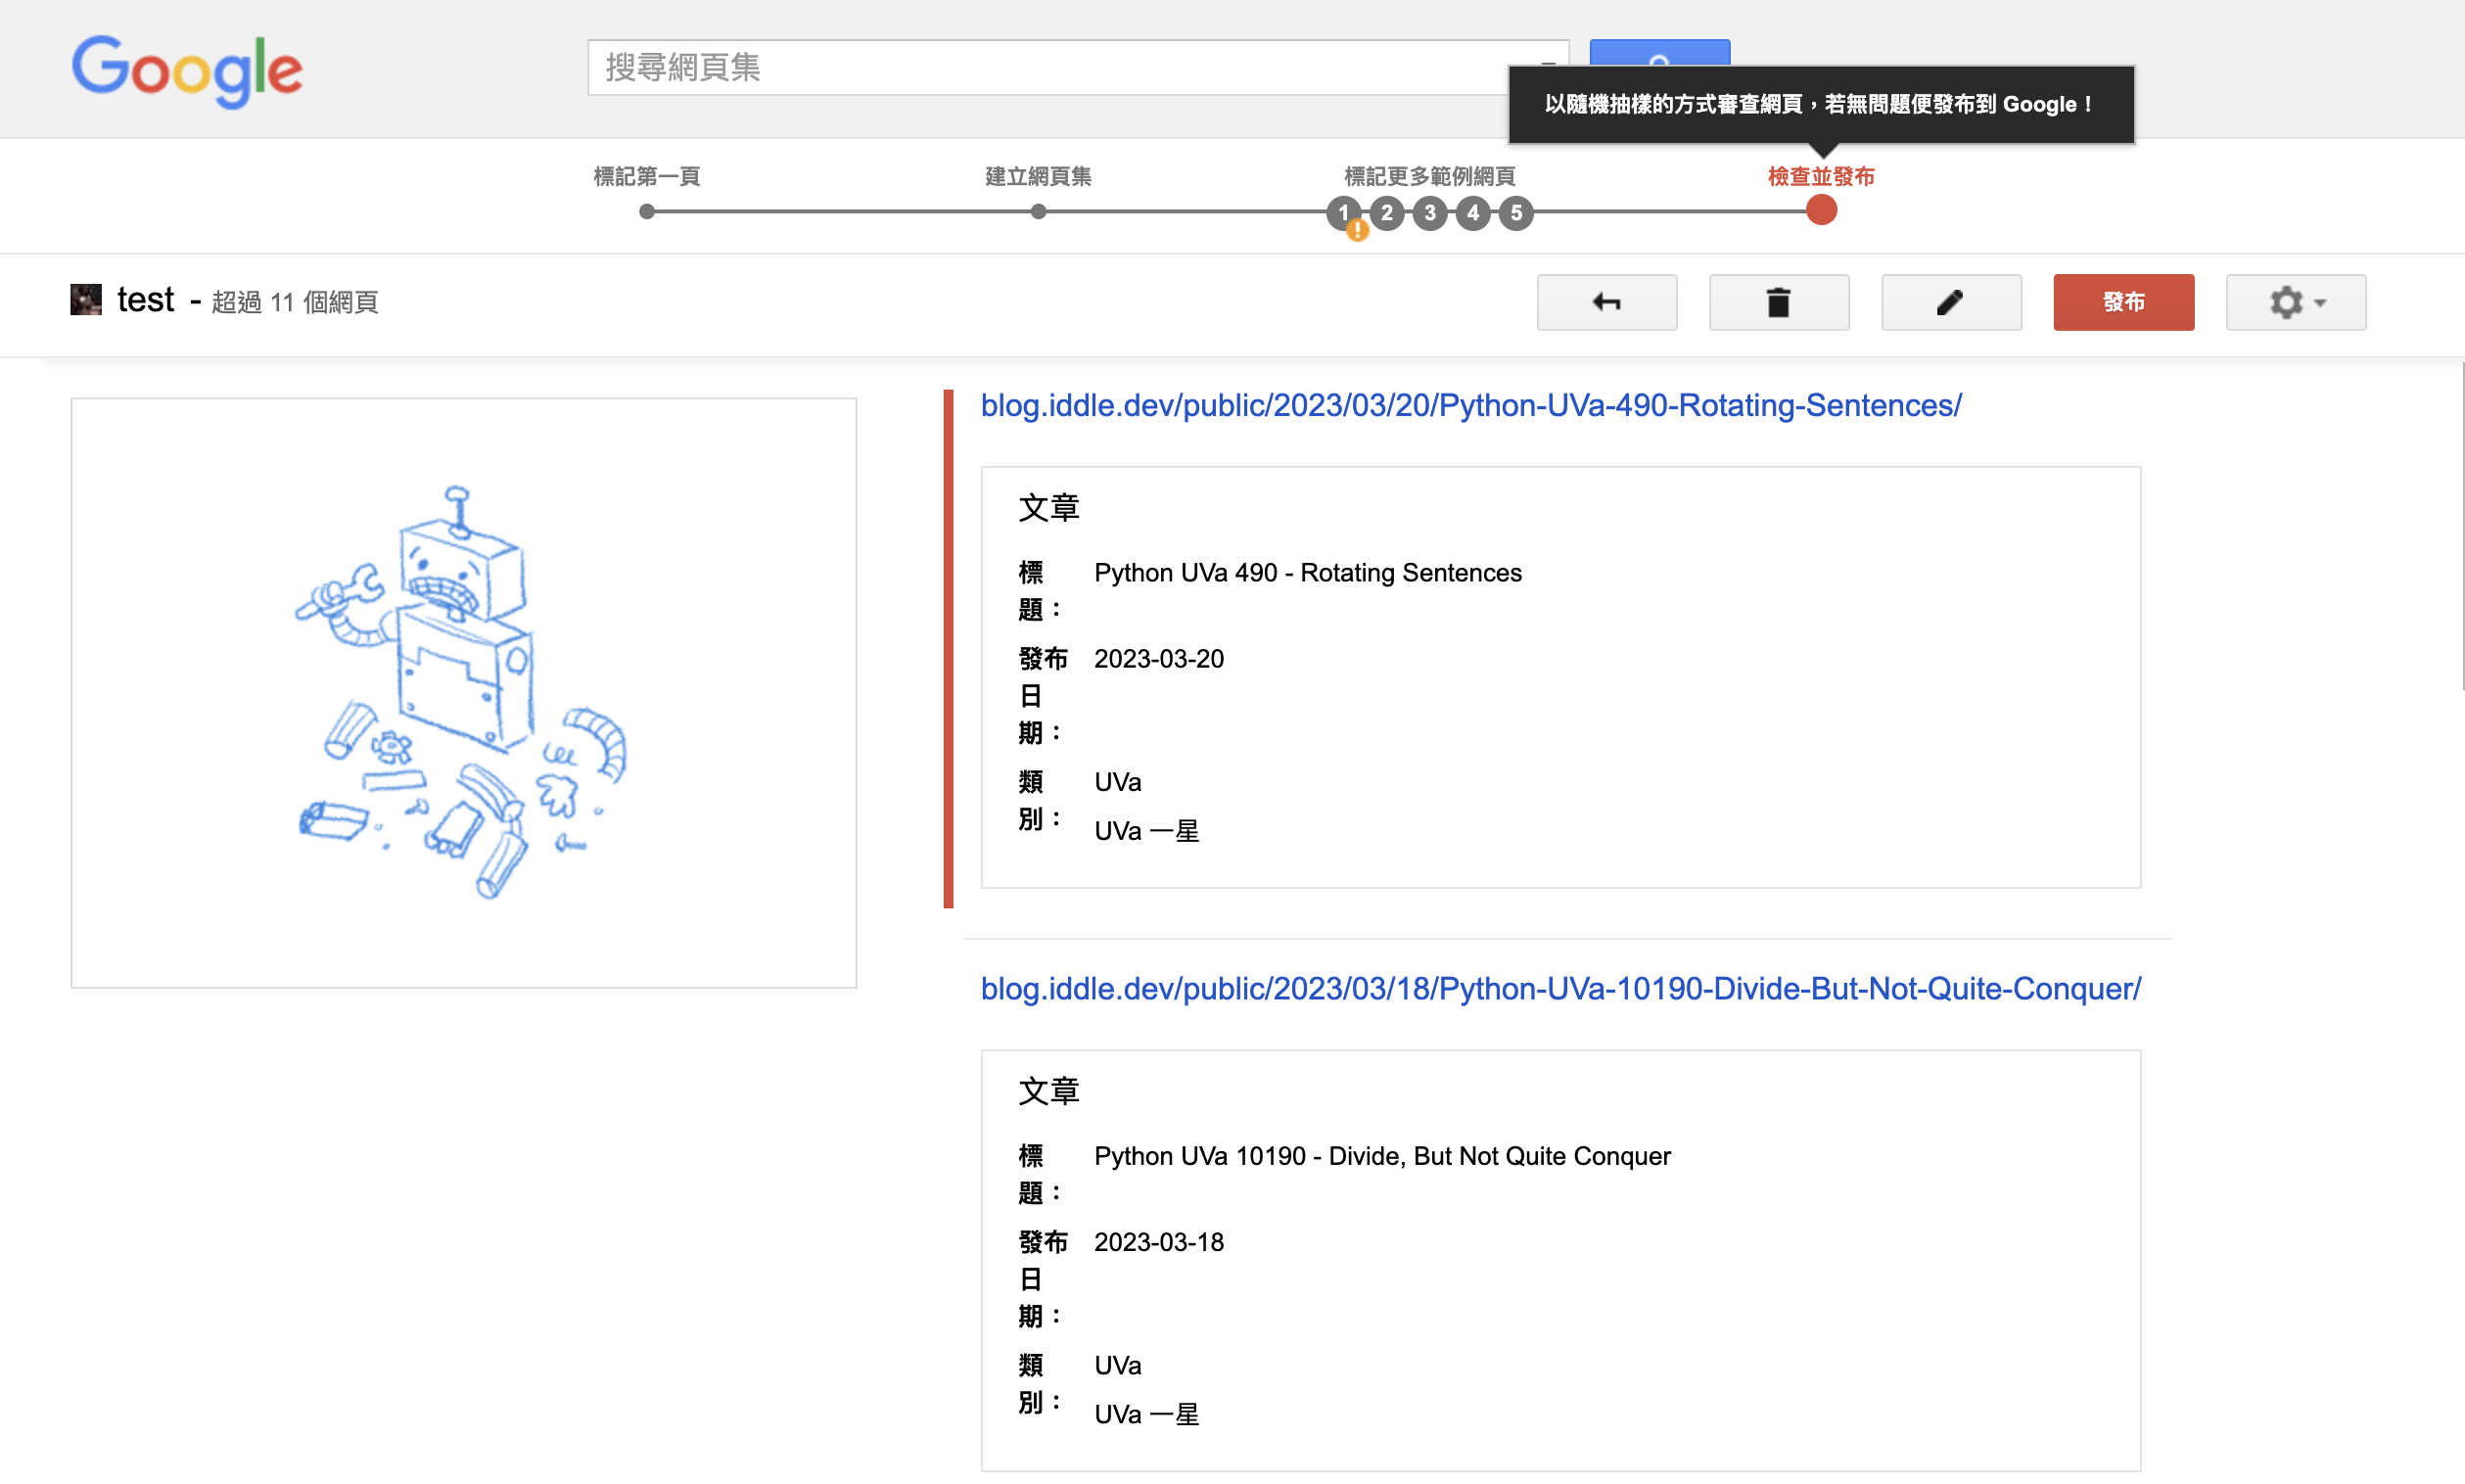 Google
搜尋網頁集
以隨機抽樣的方式審查網頁，若無問題便發布到 Google！
標記第一頁
建立網頁集
標記更多範例網頁
檢查並發布
1 2 3 4 5
!
test - 超過 11 個網頁
發布
blog.iddle.dev/public/2023/03/20/Python-UVa-490-Rotating-Sentences/
文章
標 Python UVa 490 - Rotating Sentences
題：
發布 2023-03-20
日
期：
類 UVa
別：
UVa 一星
blog.iddle.dev/public/2023/03/18/Python-UVa-10190-Divide-But-Not-Quite-Conquer/
文章
標 Python UVa 10190 - Divide, But Not Quite Conquer
題：
發布 2023-03-18
日
期：
類 UVa
別：
UVa 一星